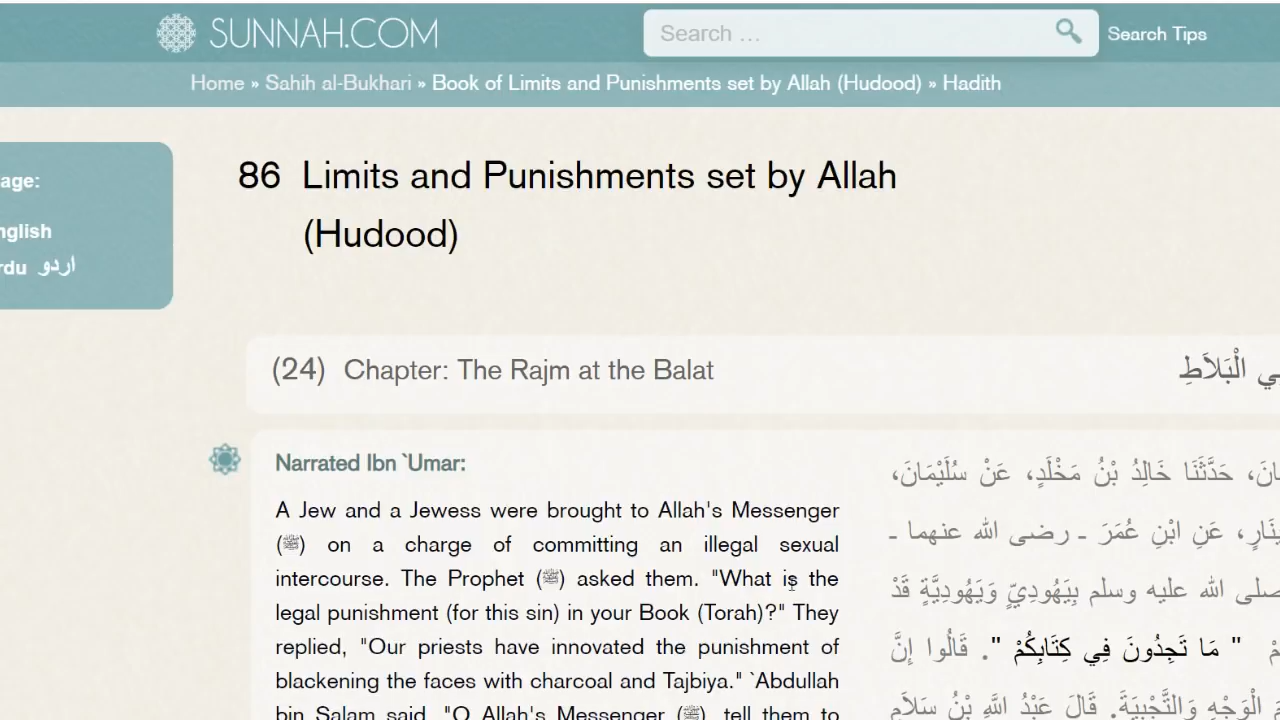 SUNNAH.COM
Search ...
Search Tips
Home » Sahih al-Bukhari » Book of Limits and Punishments set by Allah (Hudood) » Hadith
age:
nglish
rdu اردو
86 Limits and Punishments set by Allah
(Hudood)
(24) Chapter: The Rajm at the Balat
ي الْبَلاَطِ
Narrated Ibn `Umar:
A Jew and a Jewess were brought to Allah's Messenger
(ﷺ) on a charge of committing an illegal sexual
intercourse. The Prophet (ﷺ) asked them. "What is the
legal punishment (for this sin) in your Book (Torah)?" They
replied, "Our priests have innovated the punishment of
blackening the faces with charcoal and Tajbiya." `Abdullah
bin Salam said, "O Allah's Messenger (ﷺ), tell them to
انَ، حَدَّثَنَا خَالِدُ بْنُ مَخْلَدٍ، عَنْ سُلَيْمَانَ،
ينَارٍ، عَنِ ابْنِ عُمَرَ ـ رضى الله عنهما ـ
صلى الله عليه وسلم بِيَهُودِيٍّ وَيَهُودِيَّةٍ قَدْ
مْ " مَا تَجِدُونَ فِي كِتَابِكُمْ ". قَالُوا إِنَّ
مَ الْوَجْهِ وَالتَّجْبِيَةَ. قَالَ عَبْدُ اللَّهِ بْنُ سَلاَمٍ